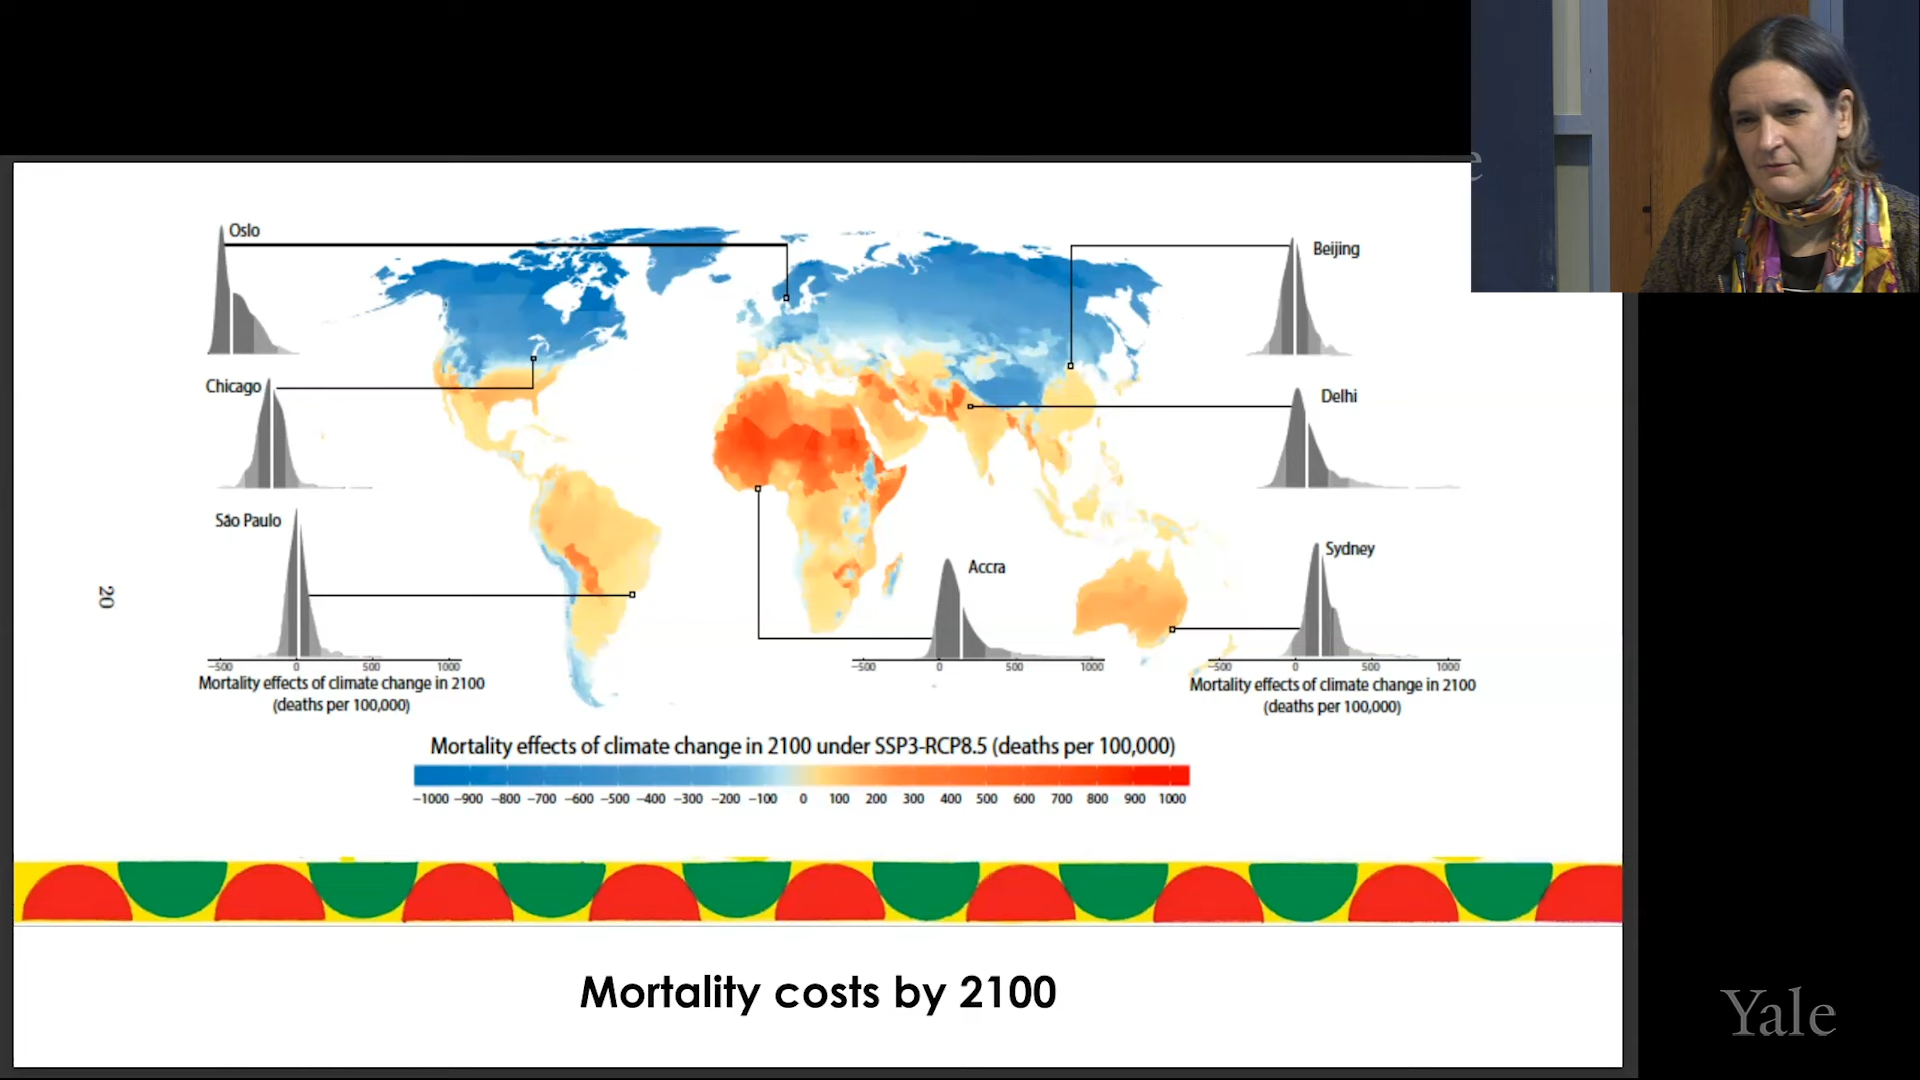 e
Oslo
Beijing
Chicago
Delhi
São Paulo
Sydney
Accra
20
−500 0 500 1000
−500 0 500 1000
−500 0 500 1000
Mortality effects of climate change in 2100
(deaths per 100,000)
Mortality effects of climate change in 2100
(deaths per 100,000)
Mortality effects of climate change in 2100 under SSP3-RCP8.5 (deaths per 100,000)
−1000 −900 −800 −700 −600 −500 −400 −300 −200 −100 0 100 200 300 400 500 600 700 800 900 1000
Mortality costs by 2100
Yale